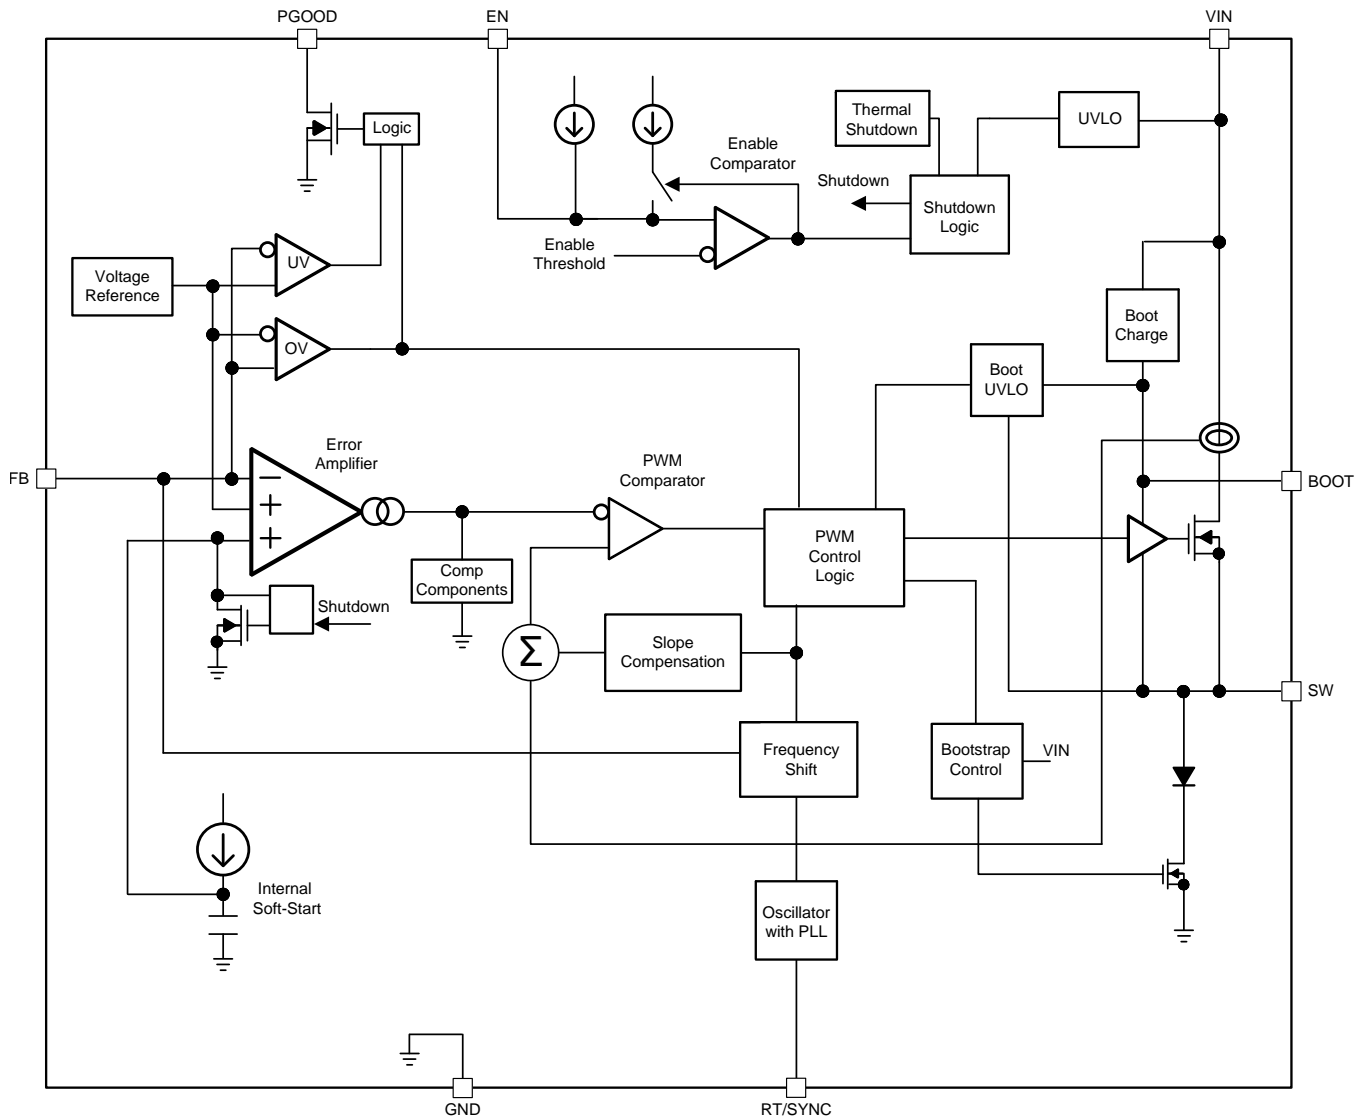 PGOOD
EN
VIN
Thermal
Shutdown
UVLO
Logic
Enable
Comparator
Shutdown
Shutdown
Logic
Enable
Threshold
UV
Voltage
Reference
OV
Boot
Charge
Boot
UVLO
Error
Amplifier
PWM
Comparator
FB
BOOT
−
+
+
PWM
Control
Logic
Comp
Components
Shutdown
Σ
Slope
Compensation
SW
Frequency
Shift
Bootstrap
Control
VIN
Internal
Soft-Start
Oscillator
with PLL
GND
RT/SYNC